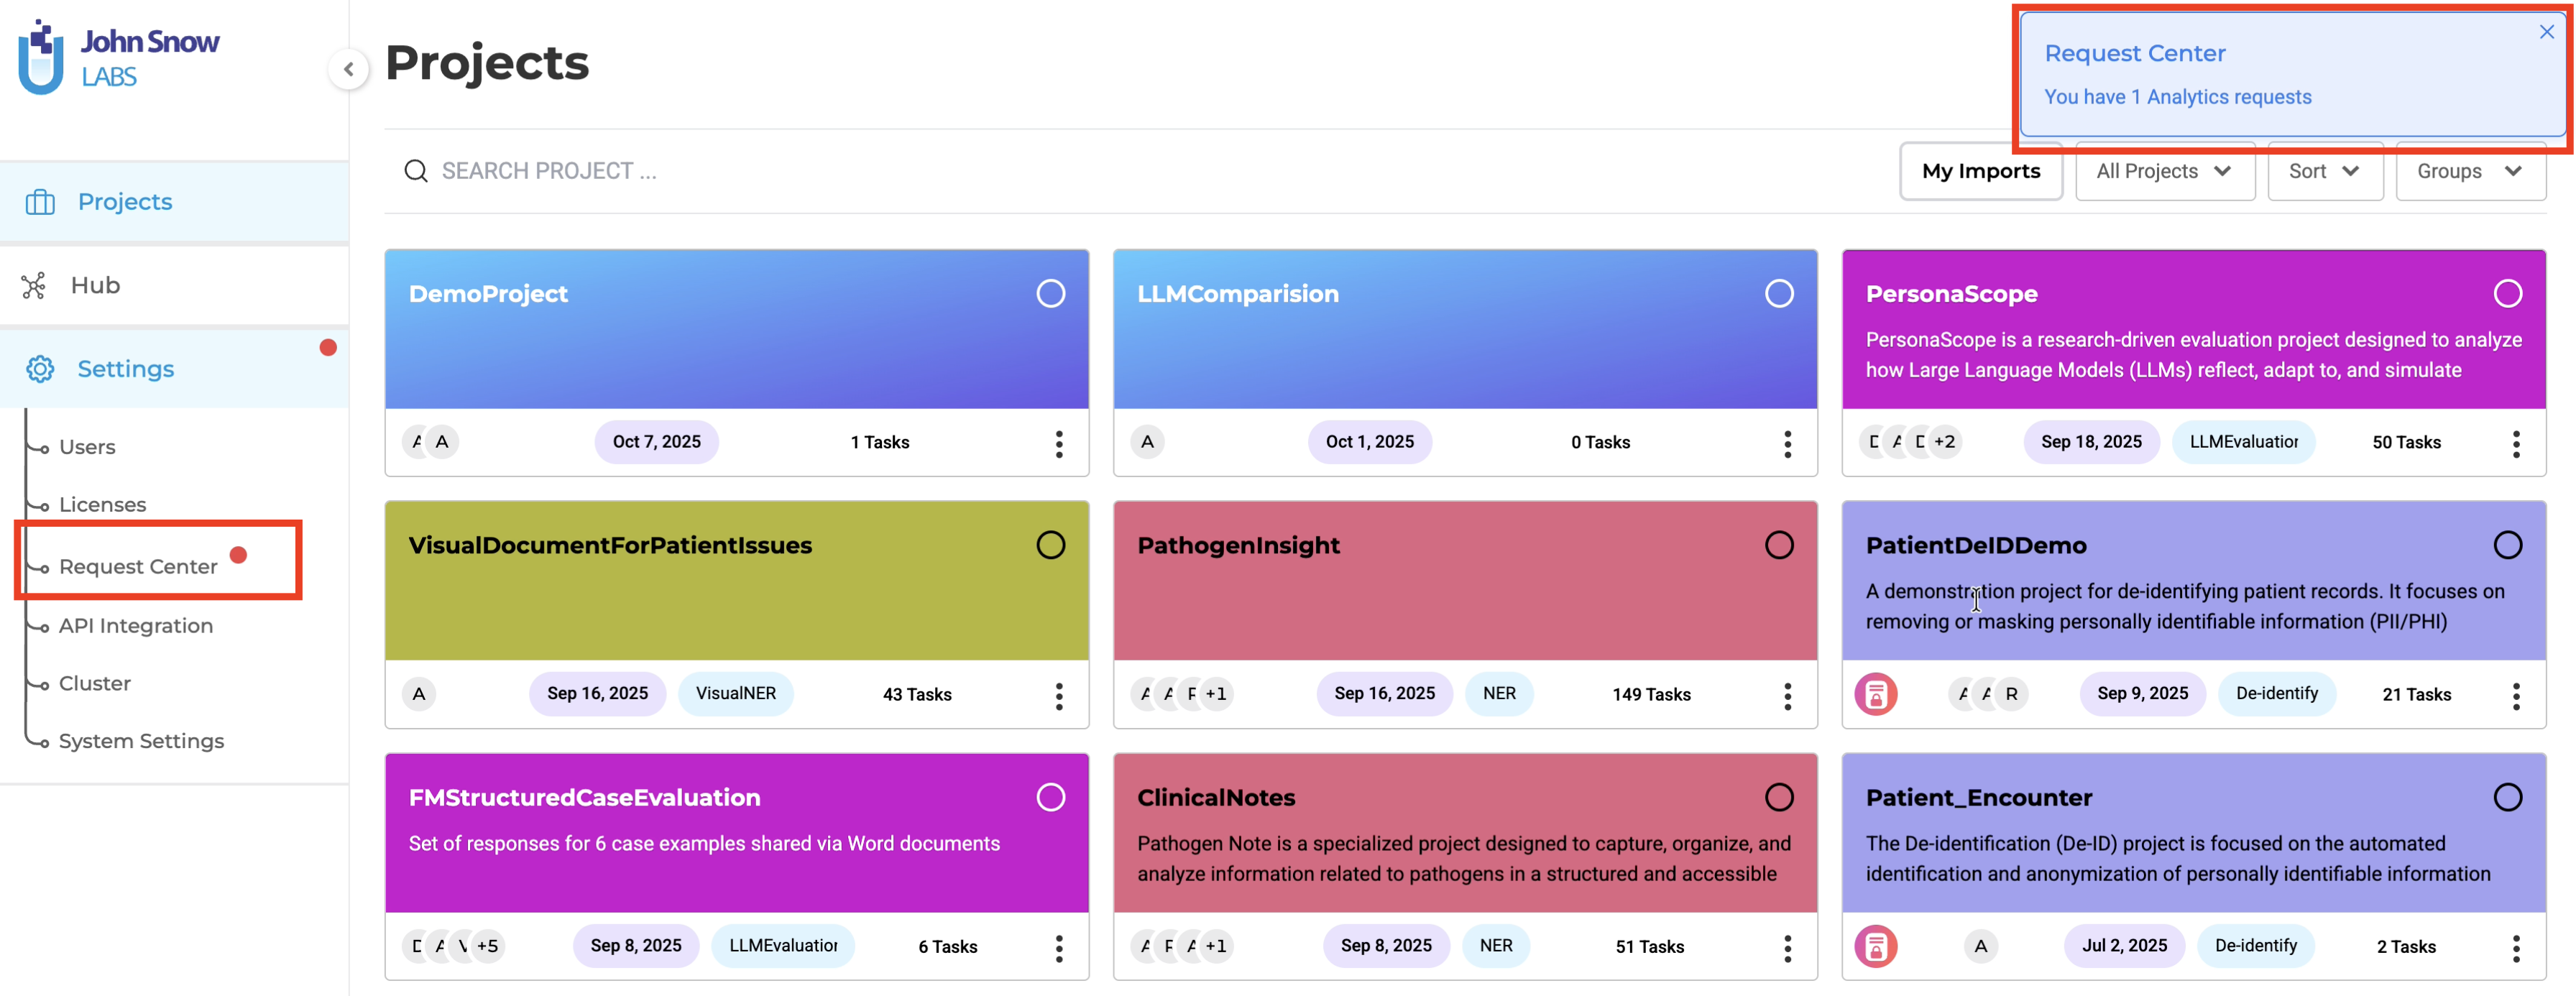 John Snow
LABS
Projects
Hub
Settings
Users
Licenses
Request Center
API Integration
Cluster
System Settings
Projects
Request Center
You have 1 Analytics requests
SEARCH PROJECT ...
My Imports
All Projects
Sort
Groups
DemoProject
A A
Oct 7, 2025
1 Tasks
LLMComparision
A
Oct 1, 2025
0 Tasks
PersonaScope
PersonaScope is a research-driven evaluation project designed to analyze
how Large Language Models (LLMs) reflect, adapt to, and simulate
D A D +2
Sep 18, 2025
LLMEvaluation
50 Tasks
VisualDocumentForPatientIssues
A
Sep 16, 2025
VisualNER
43 Tasks
PathogenInsight
A A +1
Sep 16, 2025
NER
149 Tasks
PatientDeIDDemo
A demonstration project for de-identifying patient records. It focuses on
removing or masking personally identifiable information (PII/PHI)
A A R
Sep 9, 2025
De-identify
21 Tasks
FMStructuredCaseEvaluation
Set of responses for 6 case examples shared via Word documents
D A V +5
Sep 8, 2025
LLMEvaluation
6 Tasks
ClinicalNotes
Pathogen Note is a specialized project designed to capture, organize, and
analyze information related to pathogens in a structured and accessible
A A +1
Sep 8, 2025
NER
51 Tasks
Patient_Encounter
The De-identification (De-ID) project is focused on the automated
identification and anonymization of personally identifiable information
A
Jul 2, 2025
De-identify
2 Tasks